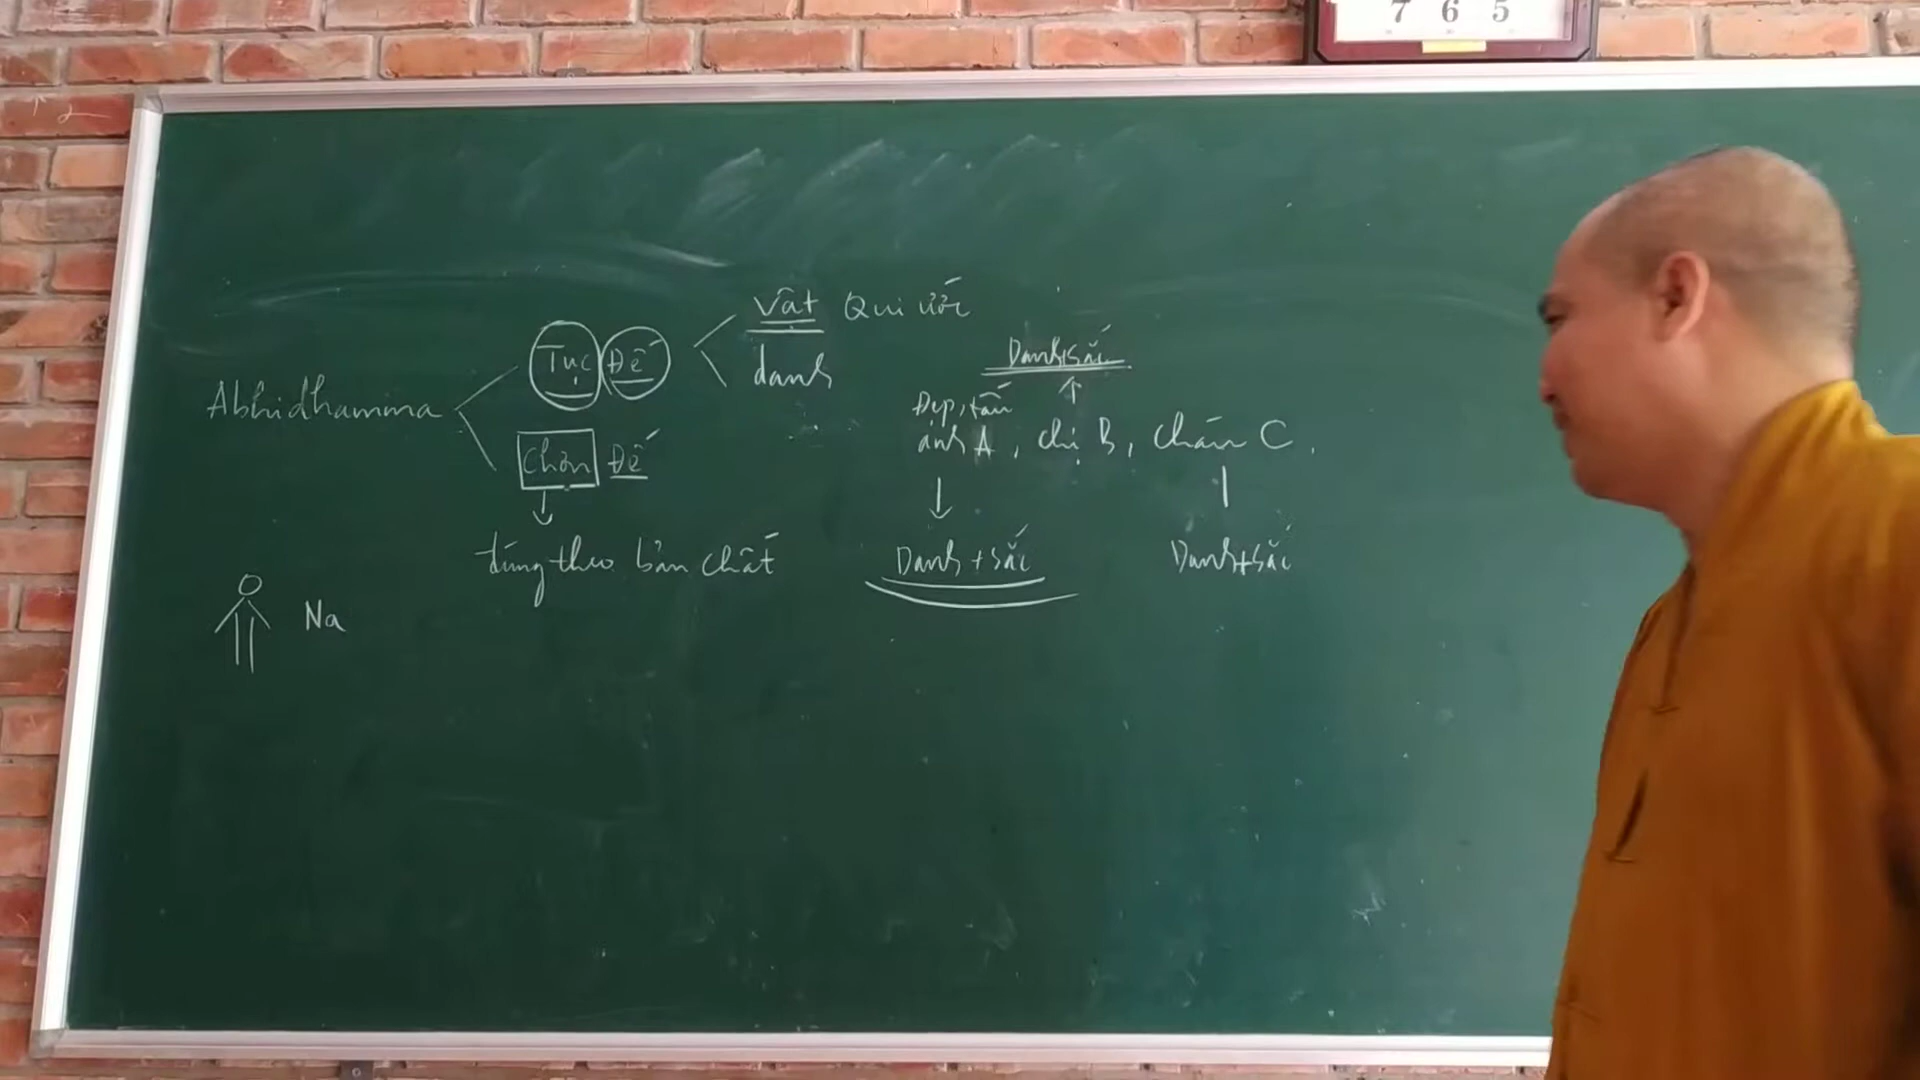 7 6 5
Vật Qui ước
Tục Đế
danh
Danh+sắc
Abhidhamma
Đẹp, xấu
anh A, chị B, cháu C.
Chơn Đế
đúng theo bản chất
Danh + sắc
Danh+sắc
Na